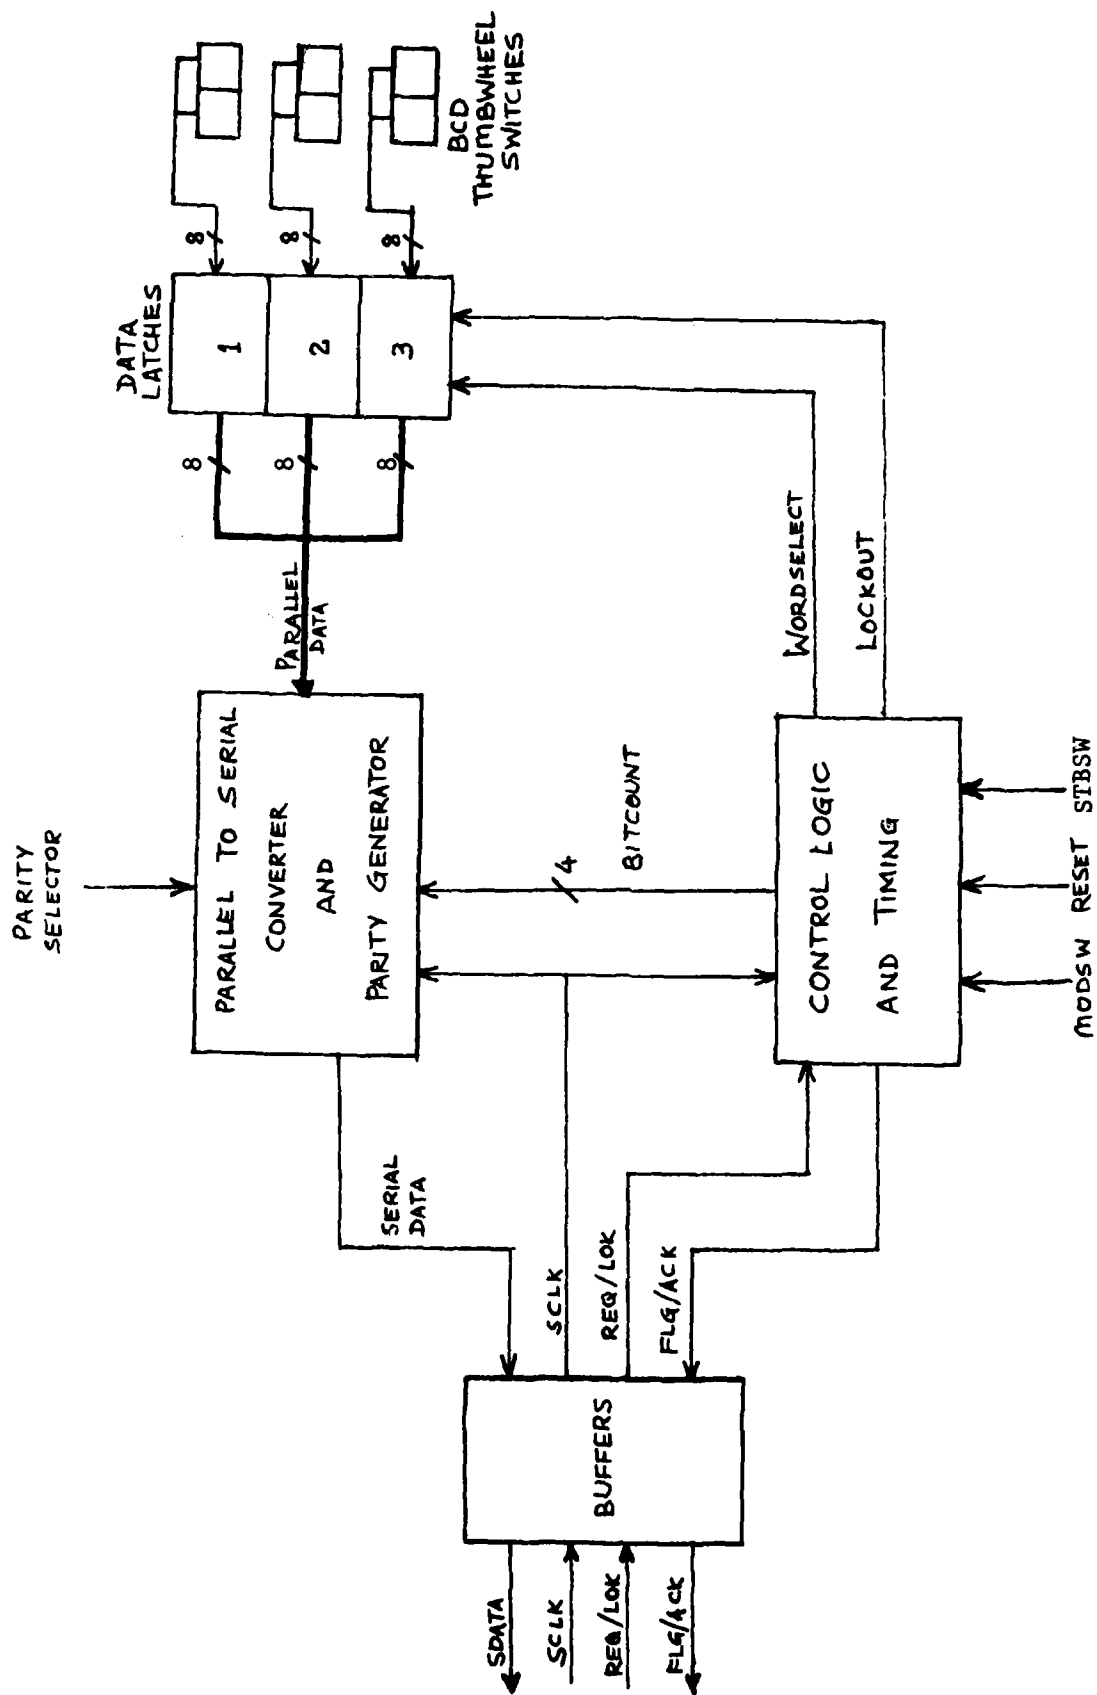 PARITY
SELECTOR
PARALLEL TO SERIAL
CONVERTER
AND
PARITY GENERATOR
PARALLEL
DATA
DATA
LATCHES
1
2
3
8
8
8
8
8
8
BCD
THUMBWHEEL
SWITCHES
SERIAL
DATA
SCLK
REQ/LOK
FLG/ACK
BUFFERS
SDATA
SCLK
REQ/LOK
FLG/ACK
4
BITCOUNT
CONTROL LOGIC
AND TIMING
WORDSELECT
LOCKOUT
MODSW RESET STBSW